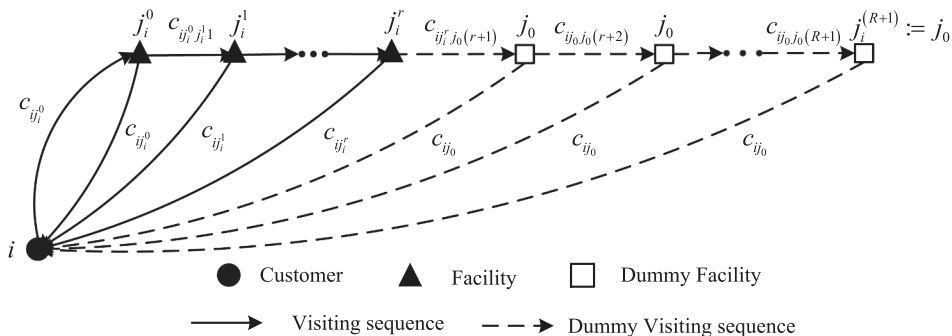 j_i^0 c_{ij_i^0 j_i^1 1} j_i^1 j_i^r c_{ij_i^r j_0(r+1)} j_0 c_{ij_0 j_0(r+2)} j_0 c_{ij_0 j_0(R+1)} j_i^{(R+1)} := j_0
c_{ij_i^0} c_{ij_i^0} c_{ij_i^1} c_{ij_i^r} c_{ij_0} c_{ij_0} c_{ij_0}
i
Customer Facility Dummy Facility
Visiting sequence Dummy Visiting sequence